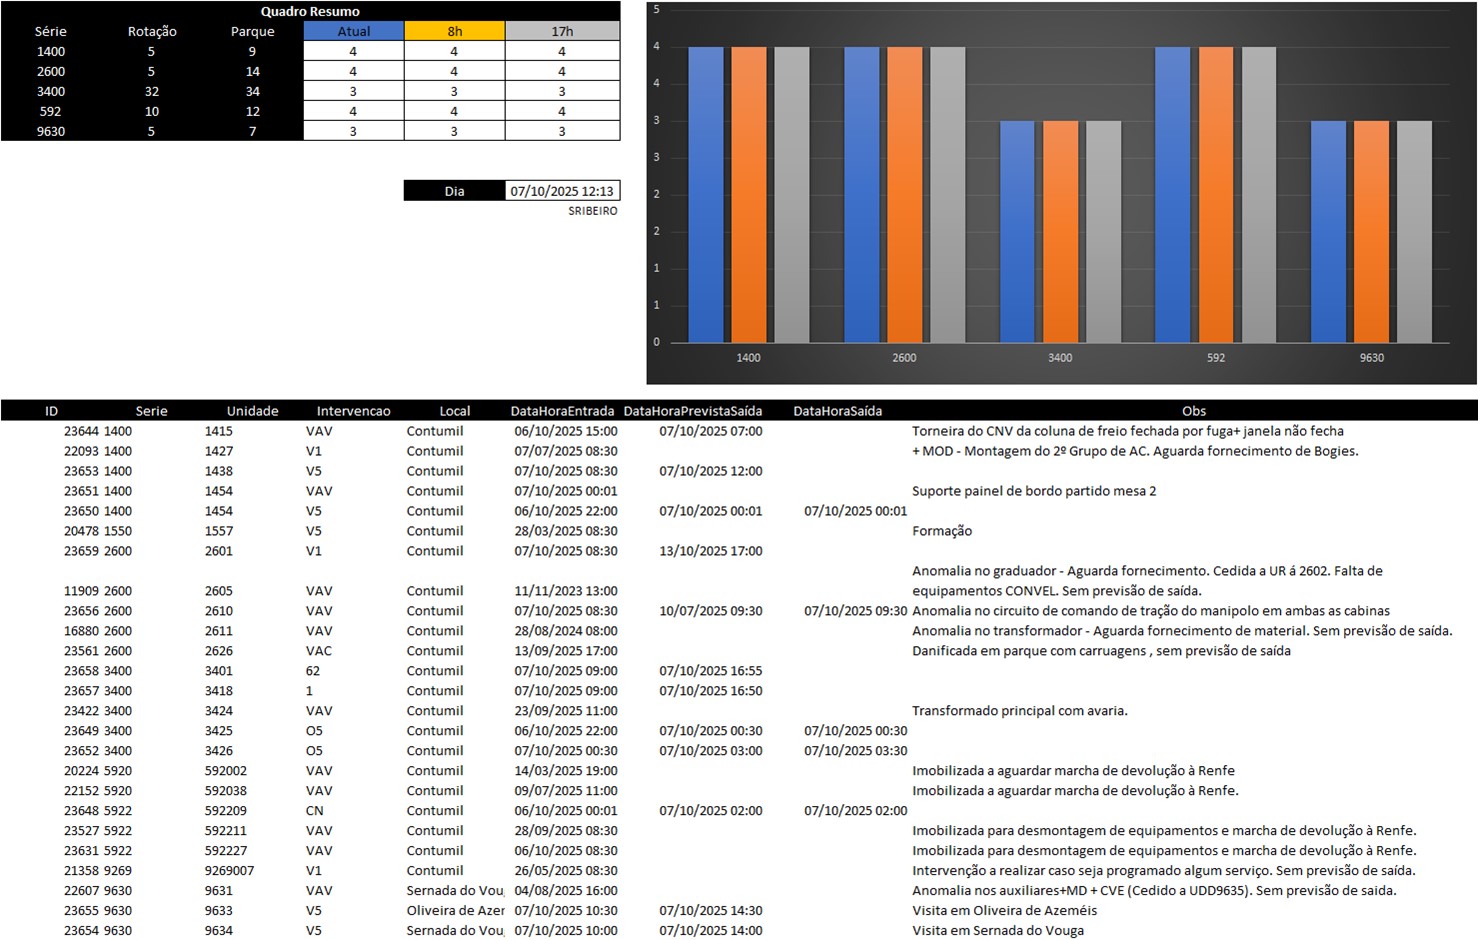 Quadro Resumo
Série Rotação Parque Atual 8h 17h
1400 5 9 4 4 4
2600 5 14 4 4 4
3400 32 34 3 3 3
592 10 12 4 4 4
9630 5 7 3 3 3
Dia 07/10/2025 12:13
SRIBEIRO
5
4
4
3
3
2
2
1
1
0
1400 2600 3400 592 9630
ID Serie Unidade Intervencao Local DataHoraEntrada DataHoraPrevistaSaída DataHoraSaída Obs
23644 1400 1415 VAV Contumil 06/10/2025 15:00 07/10/2025 07:00 Torneira do CNV da coluna de freio fechada por fuga+ janela não fecha
22093 1400 1427 V1 Contumil 07/07/2025 08:30 + MOD - Montagem do 2º Grupo de AC. Aguarda fornecimento de Bogies.
23653 1400 1438 V5 Contumil 07/10/2025 08:30 07/10/2025 12:00
23651 1400 1454 VAV Contumil 07/10/2025 00:01 Suporte painel de bordo partido mesa 2
23650 1400 1454 V5 Contumil 06/10/2025 22:00 07/10/2025 00:01 07/10/2025 00:01
20478 1550 1557 V5 Contumil 28/03/2025 08:30 Formação
23659 2600 2601 V1 Contumil 07/10/2025 08:30 13/10/2025 17:00
Anomalia no graduador - Aguarda fornecimento. Cedida a UR á 2602. Falta de
11909 2600 2605 VAV Contumil 11/11/2023 13:00 equipamentos CONVEL. Sem previsão de saída.
23656 2600 2610 VAV Contumil 07/10/2025 08:30 10/07/2025 09:30 07/10/2025 09:30 Anomalia no circuito de comando de tração do manipolo em ambas as cabinas
16880 2600 2611 VAV Contumil 28/08/2024 08:00 Anomalia no transformador - Aguarda fornecimento de material. Sem previsão de saída.
23561 2600 2626 VAC Contumil 13/09/2025 17:00 Danificada em parque com carruagens , sem previsão de saída
23658 3400 3401 62 Contumil 07/10/2025 09:00 07/10/2025 16:55
23657 3400 3418 1 Contumil 07/10/2025 09:00 07/10/2025 16:50
23422 3400 3424 VAV Contumil 23/09/2025 11:00 Transformado principal com avaria.
23649 3400 3425 O5 Contumil 06/10/2025 22:00 07/10/2025 00:30 07/10/2025 00:30
23652 3400 3426 O5 Contumil 07/10/2025 00:30 07/10/2025 03:00 07/10/2025 03:30
20224 5920 592002 VAV Contumil 14/03/2025 19:00 Imobilizada a aguardar marcha de devolução à Renfe
22152 5920 592038 VAV Contumil 09/07/2025 11:00 Imobilizada a aguardar marcha de devolução à Renfe.
23648 5922 592209 CN Contumil 06/10/2025 00:01 07/10/2025 02:00 07/10/2025 02:00
23527 5922 592211 VAV Contumil 28/09/2025 08:30 Imobilizada para desmontagem de equipamentos e marcha de devolução à Renfe.
23631 5922 592227 VAV Contumil 06/10/2025 08:30 Imobilizada para desmontagem de equipamentos e marcha de devolução à Renfe.
21358 9269 9269007 V1 Contumil 26/05/2025 08:30 Intervenção a realizar caso seja programado algum serviço. Sem previsão de saída.
22607 9630 9631 VAV Sernada do Vou 04/08/2025 16:00 Anomalia nos auxiliares+MD + CVE (Cedido a UDD9635). Sem previsão de saida.
23655 9630 9633 V5 Oliveira de Azer 07/10/2025 10:30 07/10/2025 14:30 Visita em Oliveira de Azeméis
23654 9630 9634 V5 Sernada do Vou 07/10/2025 10:00 07/10/2025 14:00 Visita em Sernada do Vouga